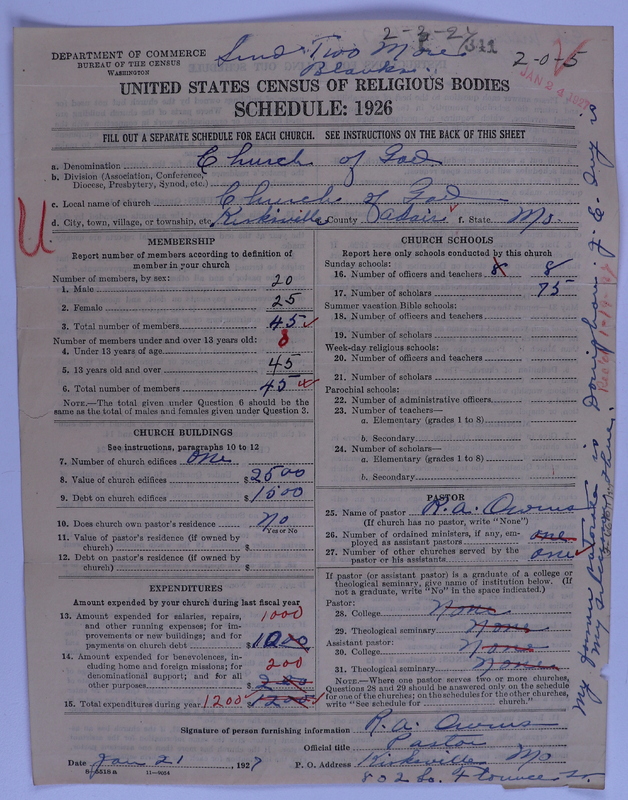 2-2-27
311
Send Two More
Blanks
2-0-5
DEPARTMENT OF COMMERCE
BUREAU OF THE CENSUS
WASHINGTON
UNITED STATES CENSUS OF RELIGIOUS BODIES
SCHEDULE: 1926
FILL OUT A SEPARATE SCHEDULE FOR EACH CHURCH. SEE INSTRUCTIONS ON THE BACK OF THIS SHEET
a. Denomination Church of God
b. Division (Association, Conference, Diocese, Presbytery, Synod, etc.)
c. Local name of church Church of God
d. City, town, village, or township, etc. Kirksville e. County Adair f. State Mo.
U
MEMBERSHIP
Report number of members according to definition of
member in your church
Number of members, by sex:
1. Male 20
2. Female 25
3. Total number of members 45
Number of members under and over 13 years old:
4. Under 13 years of age 0
5. 13 years old and over 45
6. Total number of members 45
NOTE.—The total given under Question 6 should be the
same as the total of males and females given under Question 3.
CHURCH BUILDINGS
See instructions, paragraphs 10 to 12
7. Number of church edifices one
8. Value of church edifices $ 2500
9. Debt on church edifices $ 1500
10. Does church own pastor's residence No
Yes or No
11. Value of pastor's residence (if owned by
church) $
12. Debt on pastor's residence (if owned by
church) $
EXPENDITURES
Amount expended by your church during last fiscal year
13. Amount expended for salaries, repairs, 1000
and other running expenses; for im-
provements or new buildings; and for
payments on church debt $
14. Amount expended for benevolences, in- 200
cluding home and foreign missions; for
denominational support; and for all
other purposes $
15. Total expenditures during year 1200 $ 1200
CHURCH SCHOOLS
Report here only schools conducted by this church
Sunday schools:
16. Number of officers and teachers 8 8
17. Number of scholars 75
Summer vacation Bible schools:
18. Number of officers and teachers
19. Number of scholars
Week-day religious schools:
20. Number of officers and teachers
21. Number of scholars
Parochial schools:
22. Number of administrative officers
23. Number of teachers—
a. Elementary (grades 1 to 8)
b. Secondary
24. Number of scholars—
a. Elementary (grades 1 to 8)
b. Secondary
PASTOR
25. Name of pastor R. A. Owens
(If church has no pastor, write "None")
26. Number of ordained ministers, if any, em-
ployed as assistant pastors one
27. Number of other churches served by the
pastor or his assistants one
If pastor (or assistant pastor) is a graduate of a college or
theological seminary, give name of institution below. (If
not a graduate, write "No" in the space indicated.)
Pastor:
28. College None
29. Theological seminary None
Assistant pastor:
30. College None
31. Theological seminary None
NOTE.—Where one pastor serves two or more churches,
Questions 28 and 29 should be answered only on the schedule
for one of the churches; on the schedules for the other churches,
write "See schedule for church."
Signature of person furnishing information R. A. Owens
Official title Pastor
Date Jan 21, 1927 P. O. Address Kirksville Mo
8-5518a 11-9014
802 So. Florence St.